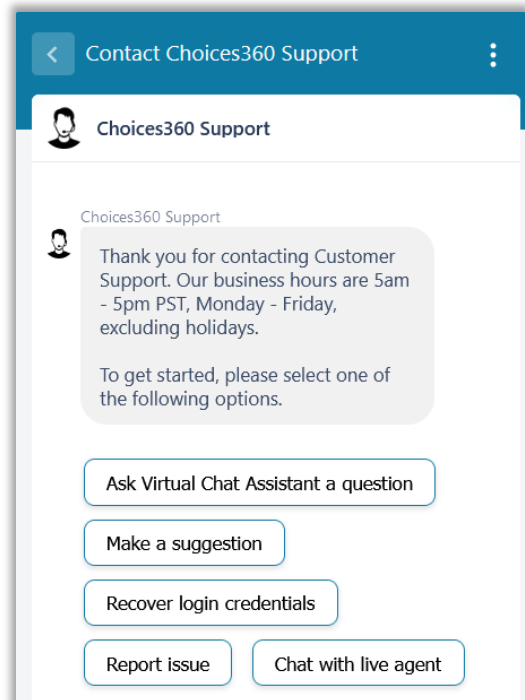 Contact Choices360 Support
Choices360 Support
Choices360 Support
Thank you for contacting Customer
Support. Our business hours are 5am
- 5pm PST, Monday - Friday,
excluding holidays.
To get started, please select one of
the following options.
Ask Virtual Chat Assistant a question
Make a suggestion
Recover login credentials
Report issue
Chat with live agent